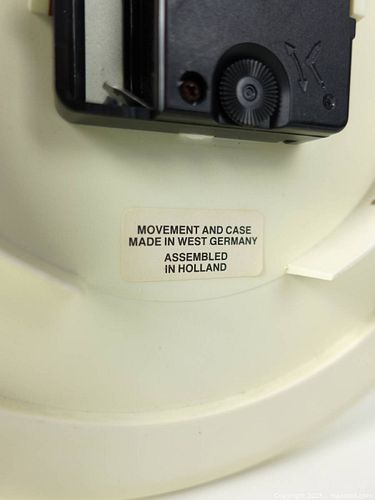 MOVEMENT AND CASE
MADE IN WEST GERMANY
ASSEMBLED
IN HOLLAND